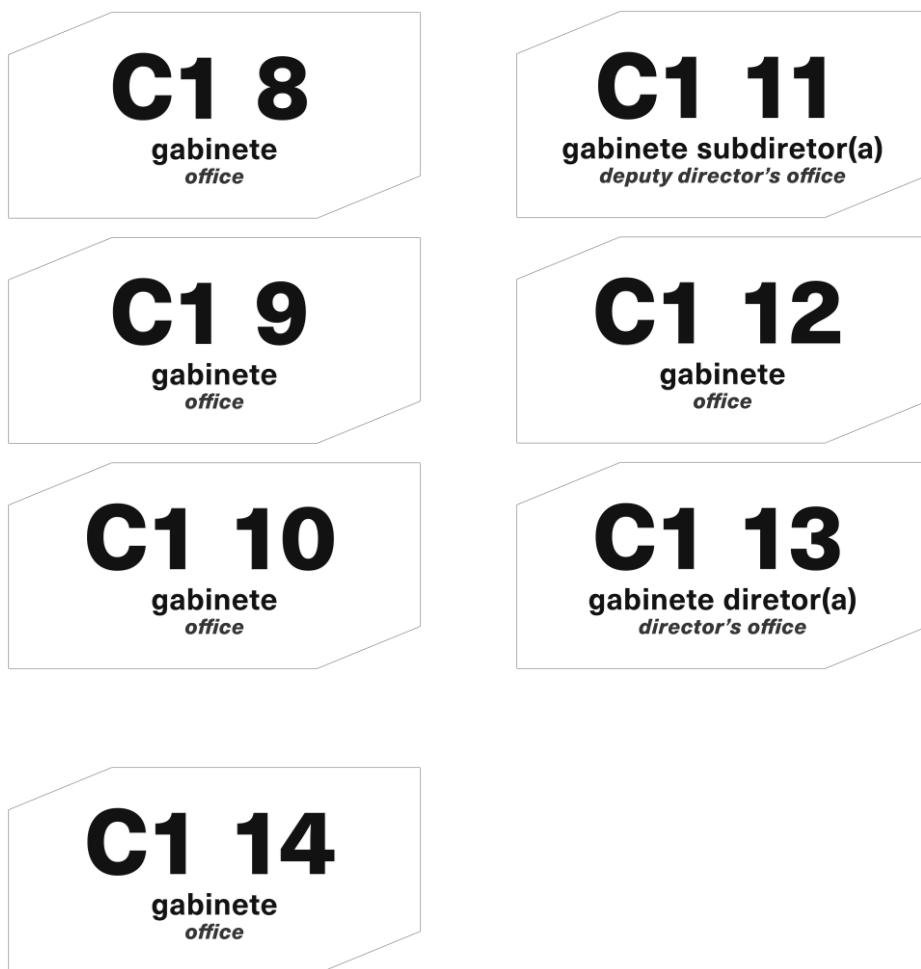 C1 8
gabinete
office
C1 9
gabinete
office
C1 10
gabinete
office
C1 11
gabinete subdiretor(a)
deputy director’s office
C1 12
gabinete
office
C1 13
gabinete diretor(a)
director’s office
C1 14
gabinete
office